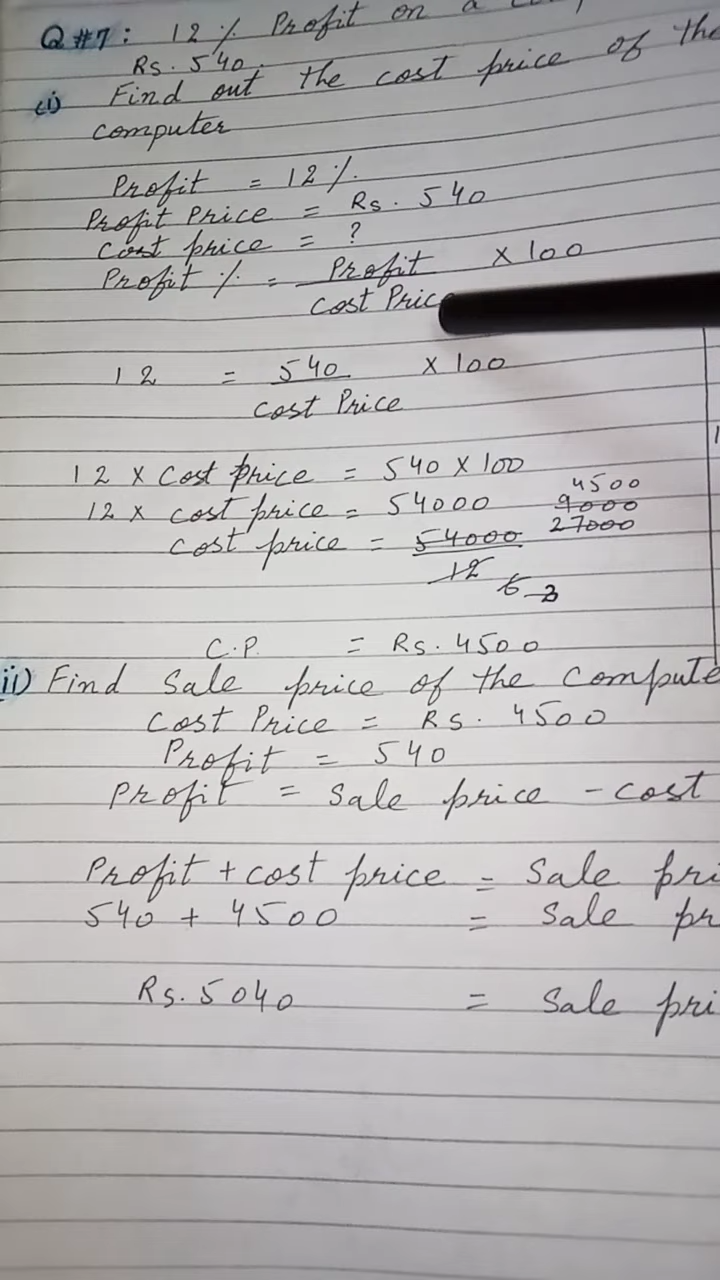 Q#7: 12% Profit on a
Rs. 540.
(i) Find out the cost price of the
computer
Profit = 12%.
Profit Price = Rs. 540
Cost price = ?
Profit % = Profit × 100
Cost Pric
12 = 540 × 100
Cost Price
12 × Cost price = 540 × 100
4500
12 × cost price = 54000 9000
27000
Cost price = 54000
12 6 3
C.P. = Rs. 4500
ii) Find Sale price of the Compute
Cost Price = Rs. 4500
Profit = 540
Profit = Sale price - cost
Profit + cost price = Sale pri
540 + 4500 = Sale pr
Rs. 5040 = Sale pri